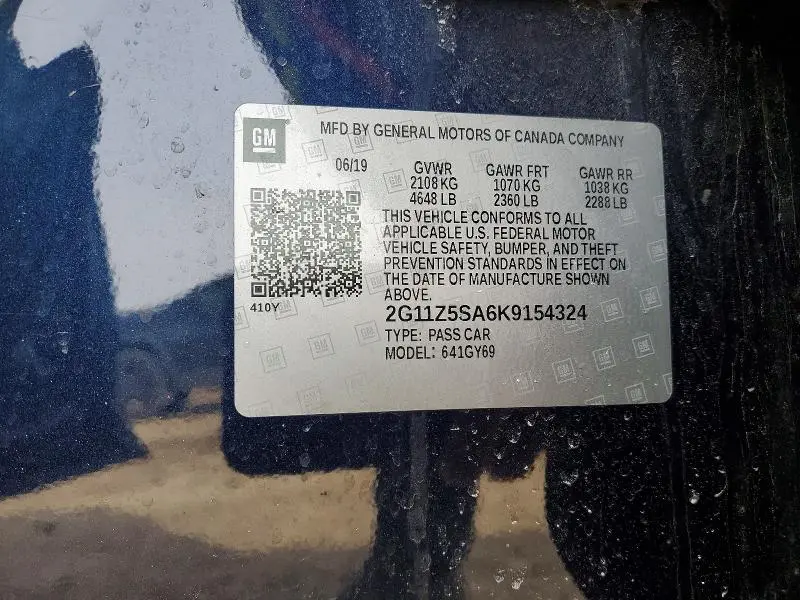 GM
MFD BY GENERAL MOTORS OF CANADA COMPANY
06/19 GVWR GAWR FRT GAWR RR
2108 KG 1070 KG 1038 KG
4648 LB 2360 LB 2288 LB
THIS VEHICLE CONFORMS TO ALL
APPLICABLE U.S. FEDERAL MOTOR
VEHICLE SAFETY, BUMPER, AND THEFT
PREVENTION STANDARDS IN EFFECT ON
THE DATE OF MANUFACTURE SHOWN
ABOVE.
410Y
2G11Z5SA6K9154324
TYPE: PASS CAR
MODEL: 641GY69